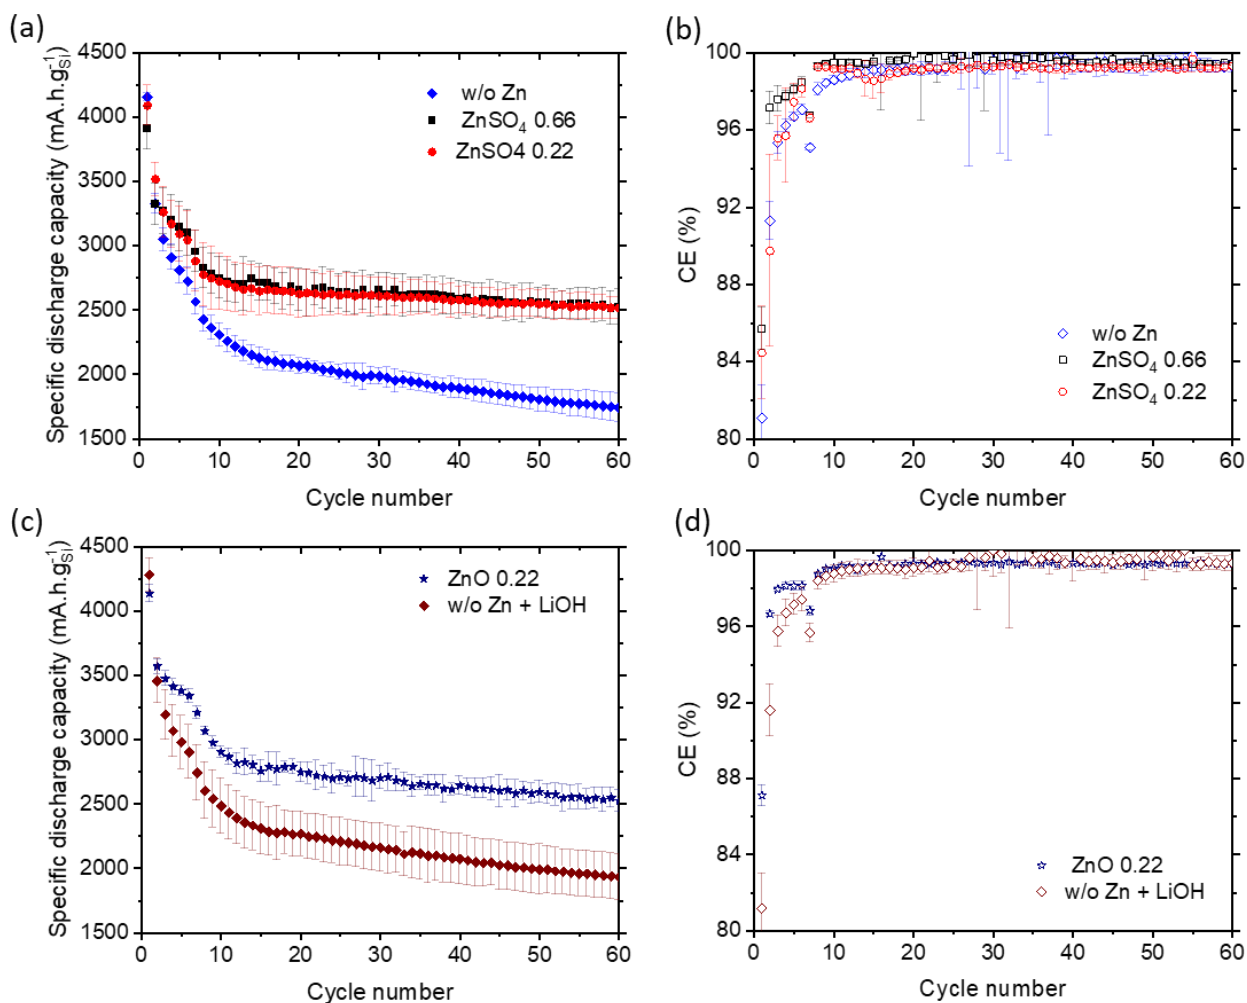 (a)
4500
4000
3500
3000
2500
2000
1500
Specific discharge capacity (mA.h.g⁻¹Si)
w/o Zn
ZnSO₄ 0.66
ZnSO4 0.22
0 10 20 30 40 50 60
Cycle number
(b)
100
96
92
88
84
80
CE (%)
w/o Zn
ZnSO₄ 0.66
ZnSO₄ 0.22
0 10 20 30 40 50 60
Cycle number
(c)
4500
4000
3500
3000
2500
2000
1500
Specific discharge capacity (mA.h.g⁻¹Si)
ZnO 0.22
w/o Zn + LiOH
0 10 20 30 40 50 60
Cycle number
(d)
100
96
92
88
84
80
CE (%)
ZnO 0.22
w/o Zn + LiOH
0 10 20 30 40 50 60
Cycle number